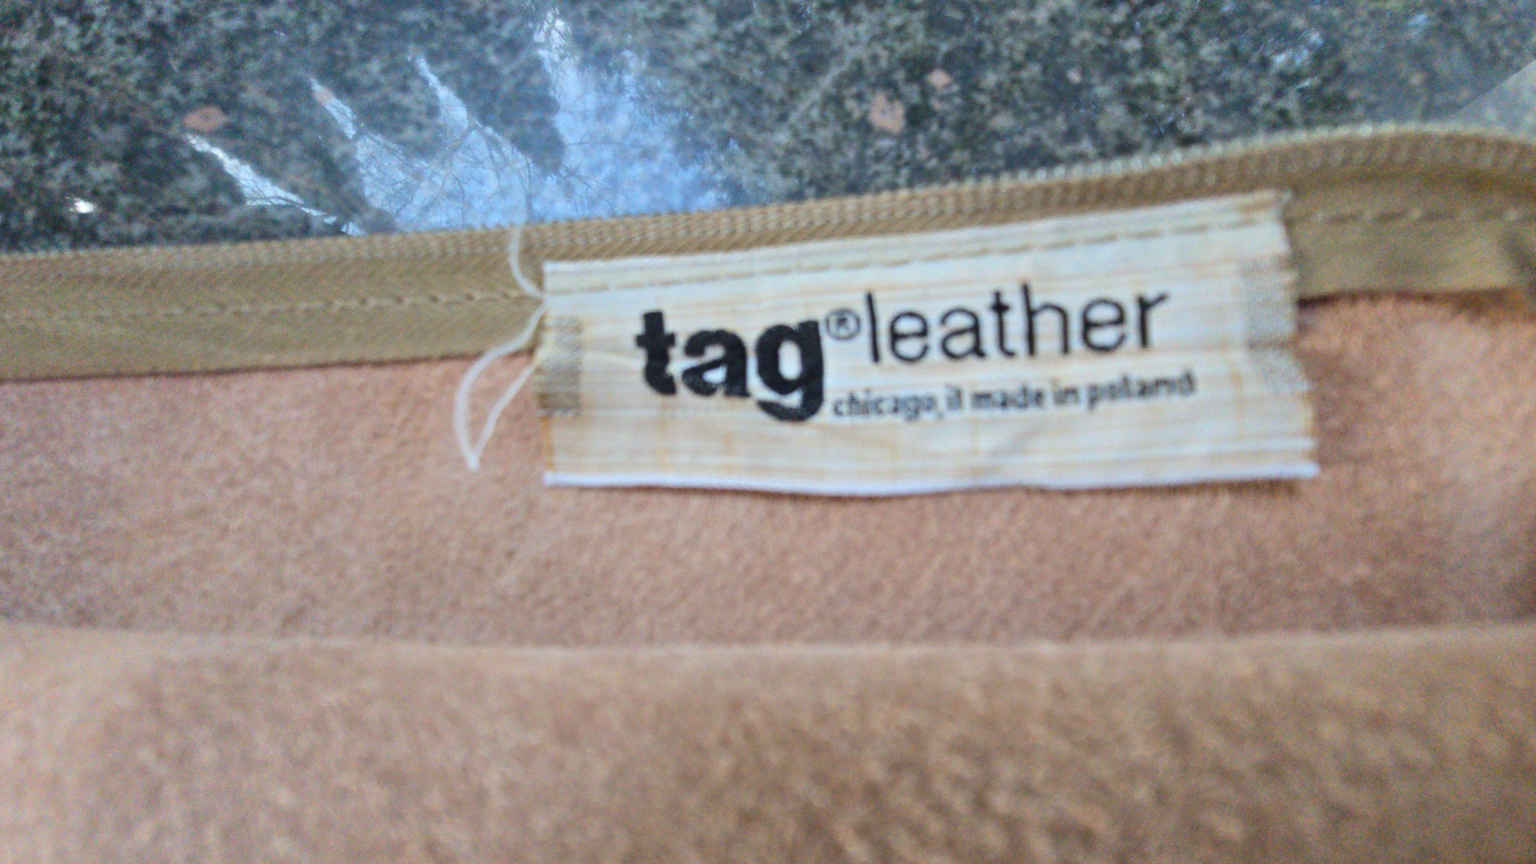 tag®leather
chicago, il made in poland